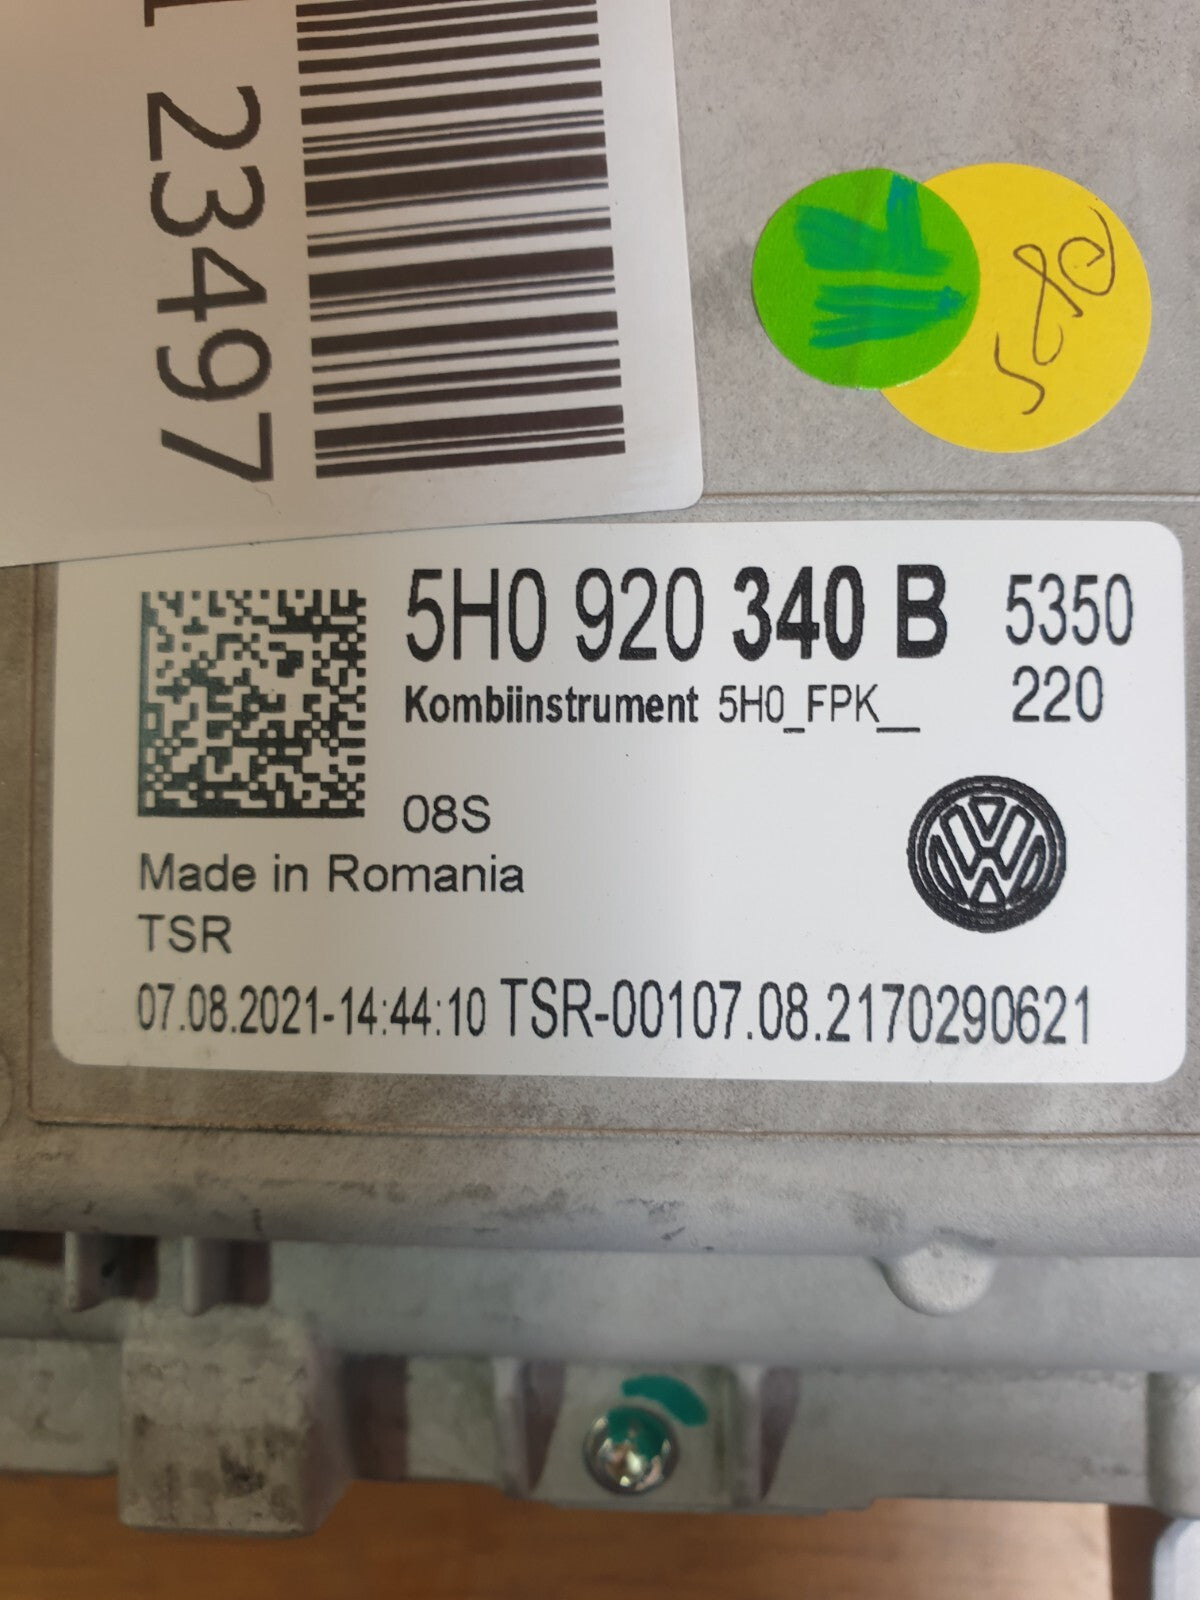 23497
5H0 920 340 B 5350
Kombiinstrument 5H0_FPK__ 220
08S
Made in Romania
TSR
07.08.2021-14:44:10 TSR-00107.08.2170290621